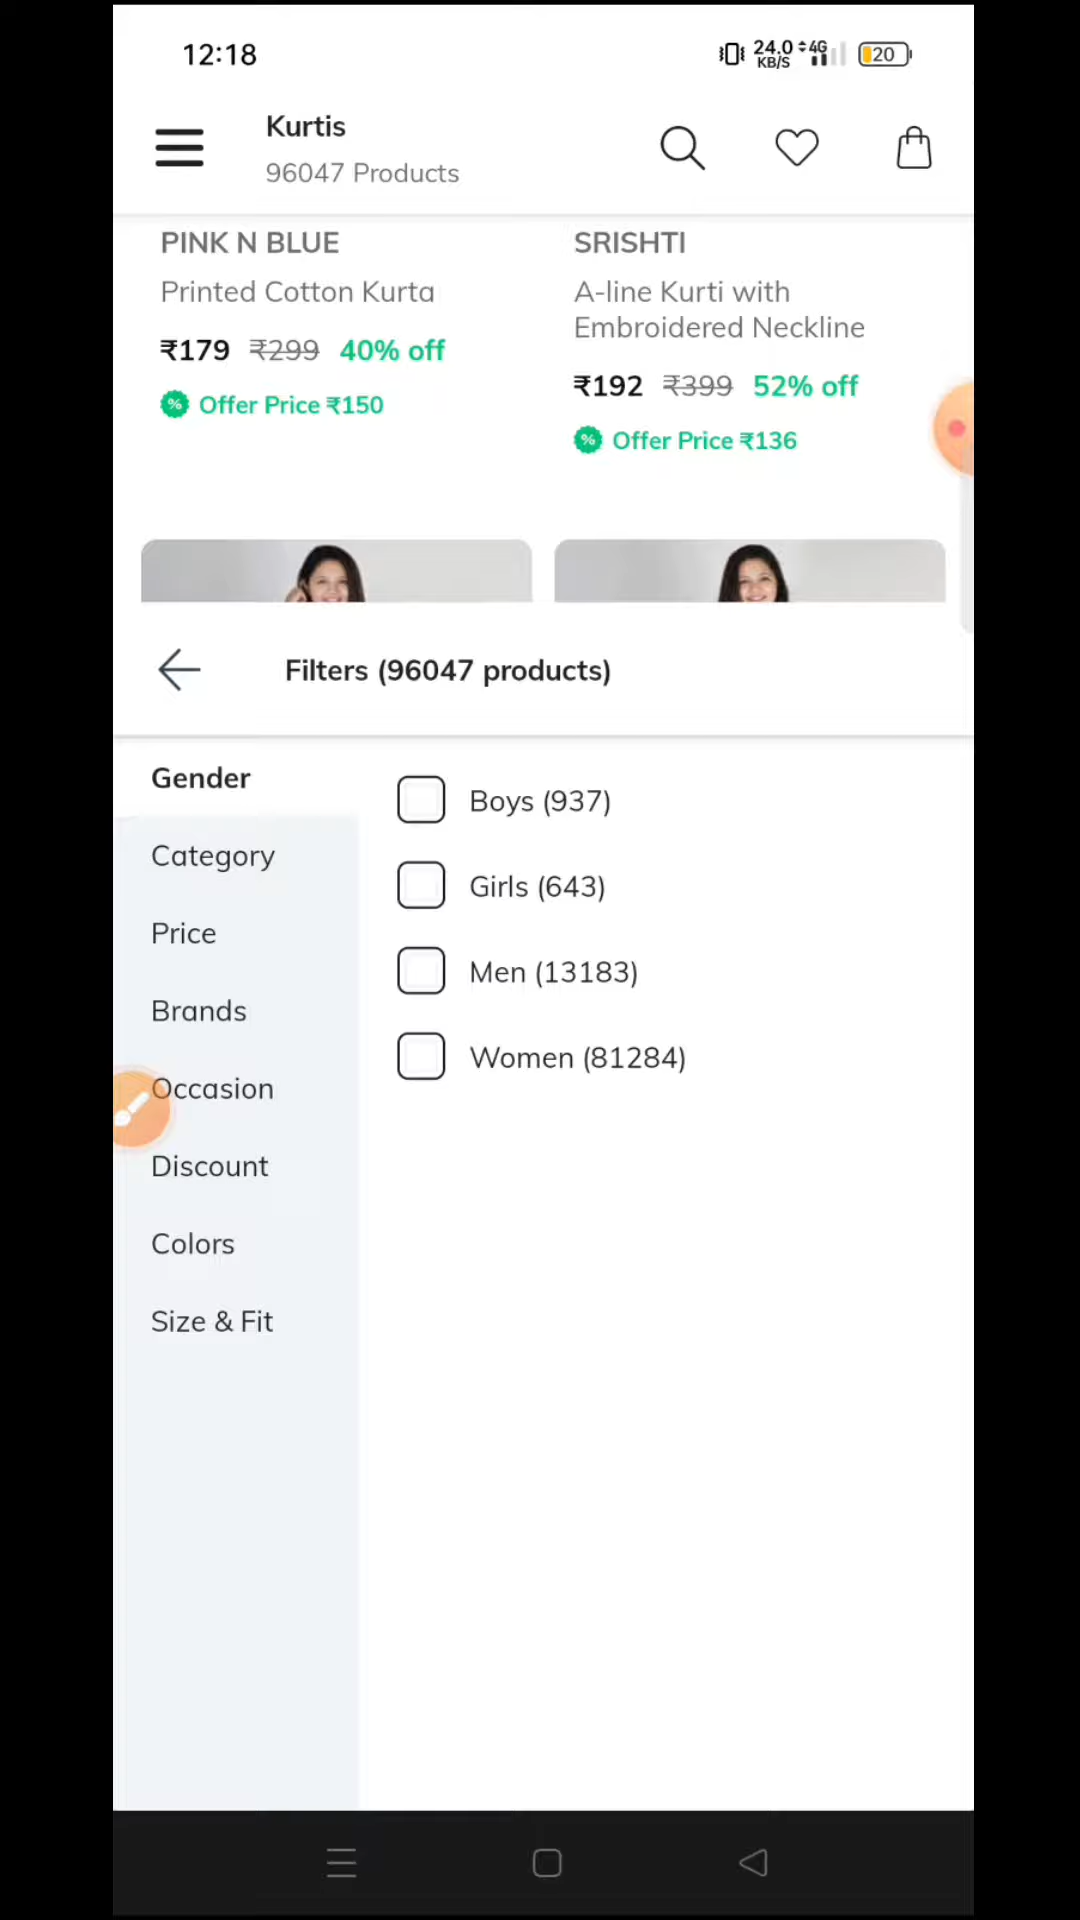 12:18
24.0 KB/S 4G 20
Kurtis
96047 Products
PINK N BLUE
Printed Cotton Kurta
₹179 ₹299 40% off
% Offer Price ₹150
SRISHTI
A-line Kurti with
Embroidered Neckline
₹192 ₹399 52% off
% Offer Price ₹136
Filters (96047 products)
Gender
Category
Price
Brands
Occasion
Discount
Colors
Size & Fit
Boys (937)
Girls (643)
Men (13183)
Women (81284)